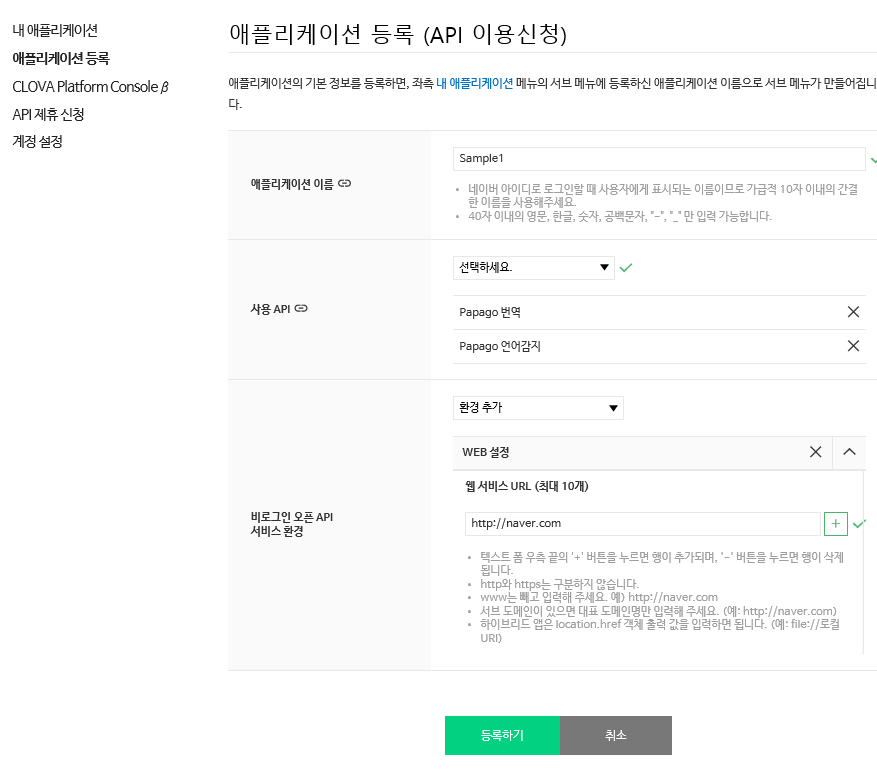 내 애플리케이션
애플리케이션 등록
CLOVA Platform Console β
API 제휴 신청
계정 설정
애플리케이션 등록 (API 이용신청)
애플리케이션의 기본 정보를 등록하면, 좌측 내 애플리케이션 메뉴의 서브 메뉴에 등록하신 애플리케이션 이름으로 서브 메뉴가 만들어집니
다.
애플리케이션 이름
Sample1
네이버 아이디로 로그인할 때 사용자에게 표시되는 이름이므로 가급적 10자 이내의 간결
한 이름을 사용해주세요.
40자 이내의 영문, 한글, 숫자, 공백문자, "-", "_" 만 입력 가능합니다.
사용 API
선택하세요.
Papago 번역
Papago 언어감지
비로그인 오픈 API
서비스 환경
환경 추가
WEB 설정
웹 서비스 URL (최대 10개)
http://naver.com
+
텍스트 폼 우측 끝의 '+' 버튼을 누르면 행이 추가되며, '-' 버튼을 누르면 행이 삭제
됩니다.
http와 https는 구분하지 않습니다.
www는 빼고 입력해 주세요. 예) http://naver.com
서브 도메인이 있으면 대표 도메인명만 입력해 주세요. (예: http://naver.com)
하이브리드 앱은 location.href 객체 출력 값을 입력하면 됩니다. (예: file://로컬
URI)
등록하기
취소